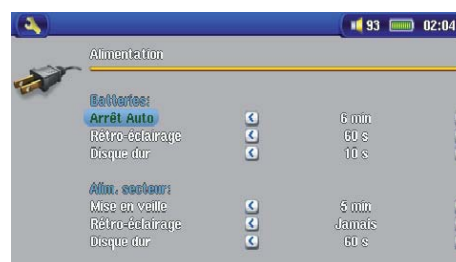 93 02:04
Alimentation
Batteries:
Arrêt Auto 6 min
Rétro-éclairage 60 s
Disque dur 10 s
Alim. secteur:
Mise en veille 5 min
Rétro-éclairage Jamais
Disque dur 60 s